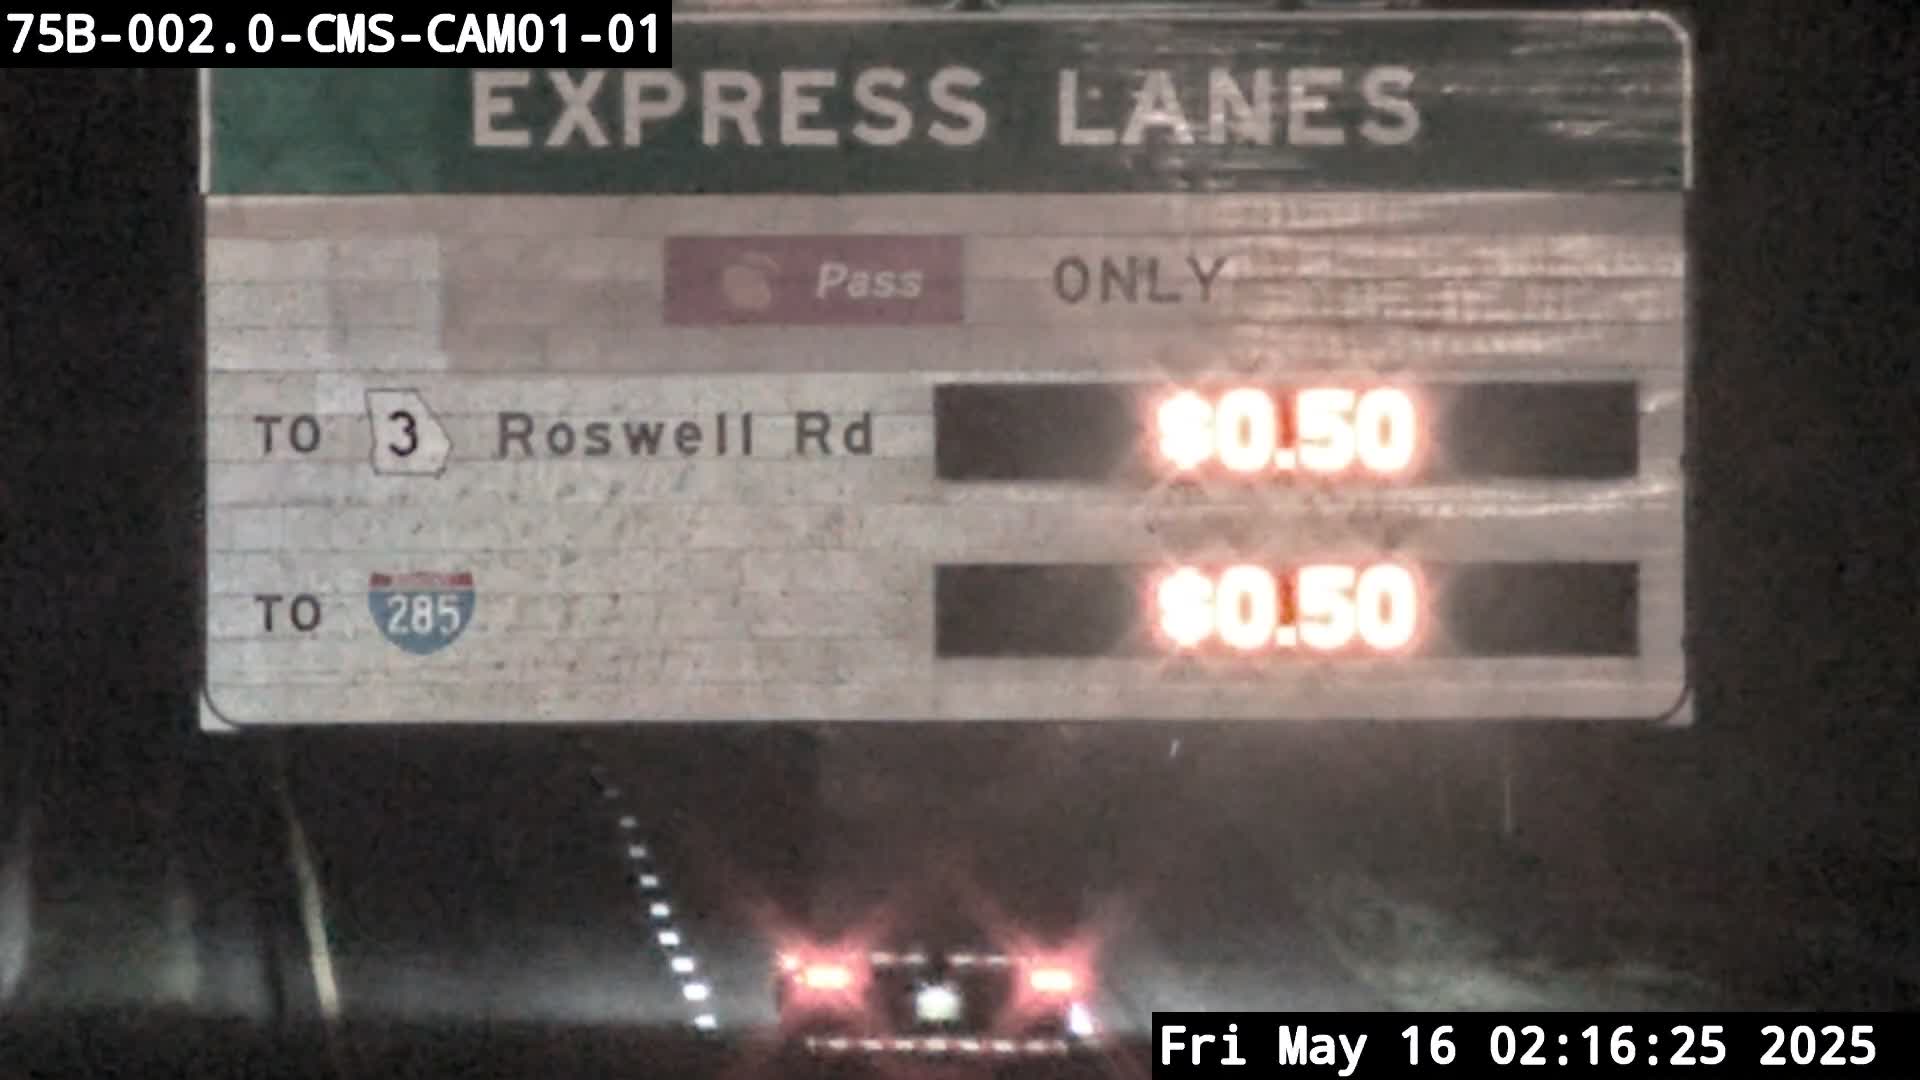 75B-002.0-CMS-CAM01-01
EXPRESS LANES
Pass ONLY
TO 3 Roswell Rd $0.50
TO 285 $0.50
Fri May 16 02:16:25 2025